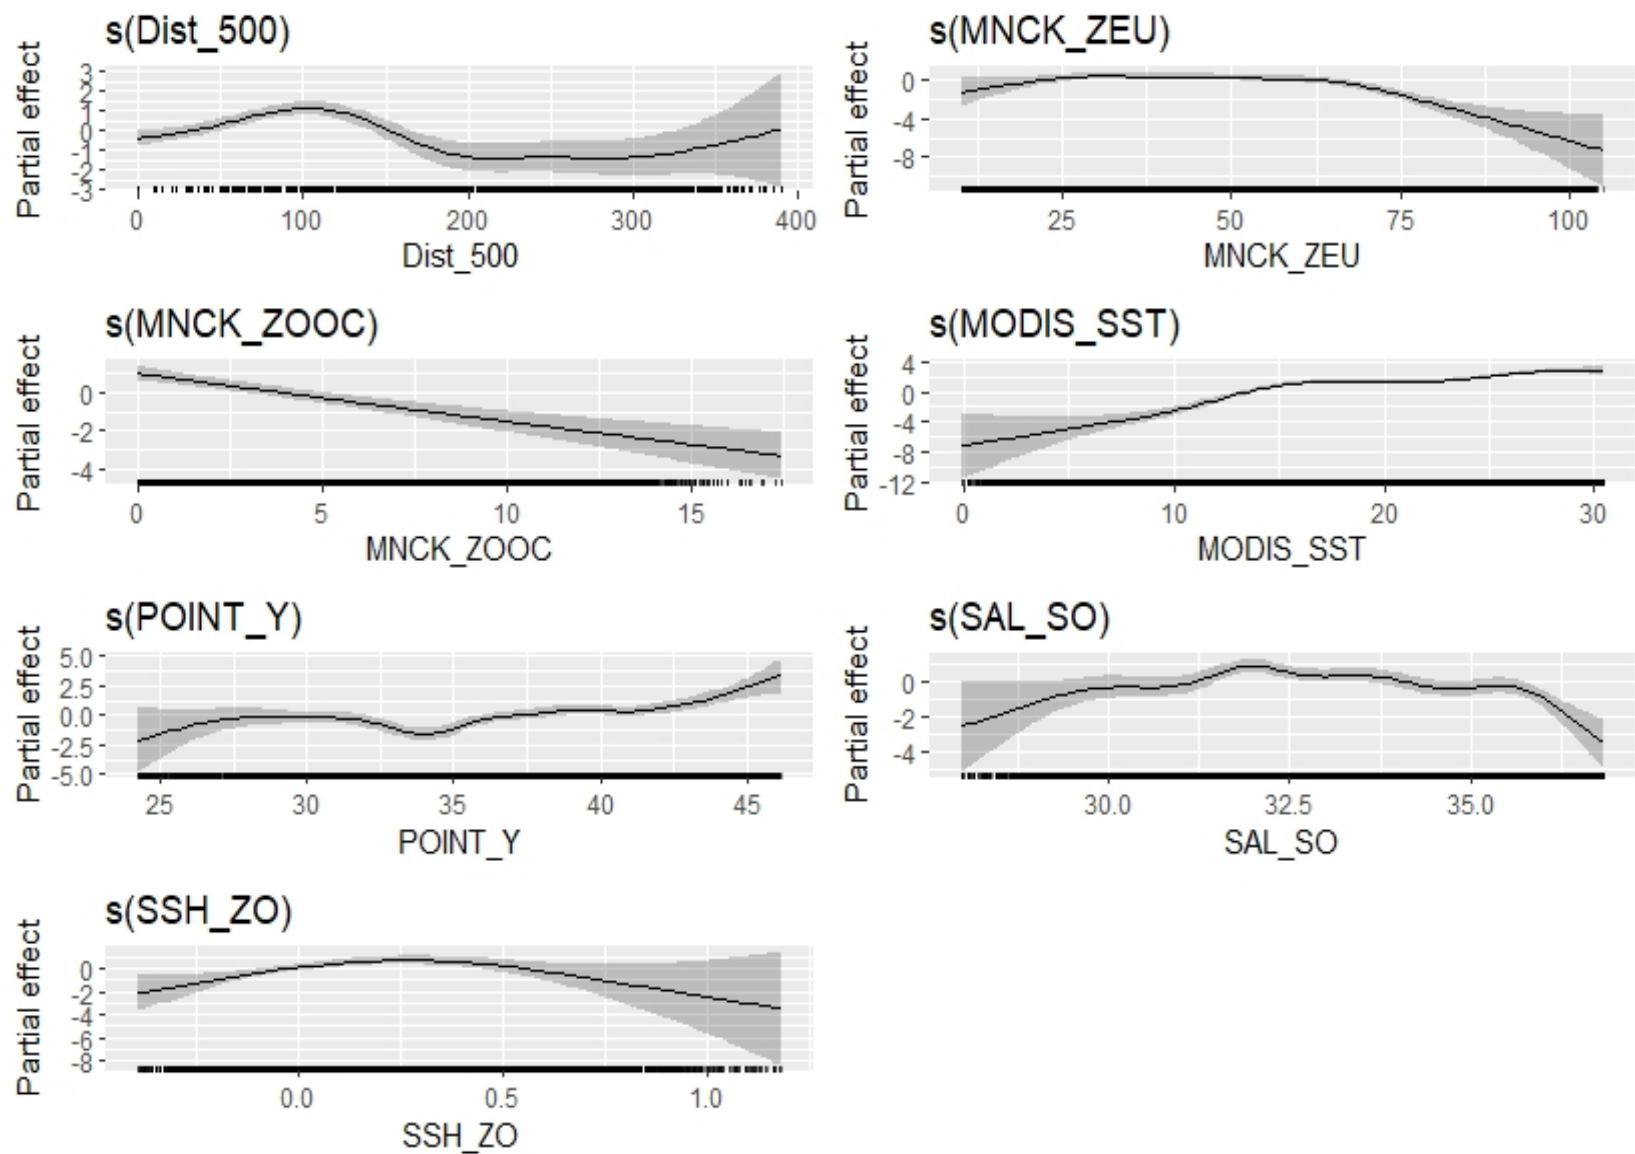 s(Dist_500)
Partial effect
3
2
1
0
-1
-2
-3
0 100 200 300 400
Dist_500
s(MNCK_ZEU)
Partial effect
0
-4
-8
25 50 75 100
MNCK_ZEU
s(MNCK_ZOOC)
Partial effect
0
-2
-4
0 5 10 15
MNCK_ZOOC
s(MODIS_SST)
Partial effect
4
0
-4
-8
-12
0 10 20 30
MODIS_SST
s(POINT_Y)
Partial effect
5.0
2.5
0.0
-2.5
-5.0
25 30 35 40 45
POINT_Y
s(SAL_SO)
Partial effect
0
-2
-4
30.0 32.5 35.0
SAL_SO
s(SSH_ZO)
Partial effect
0
-2
-4
-6
-8
0.0 0.5 1.0
SSH_ZO